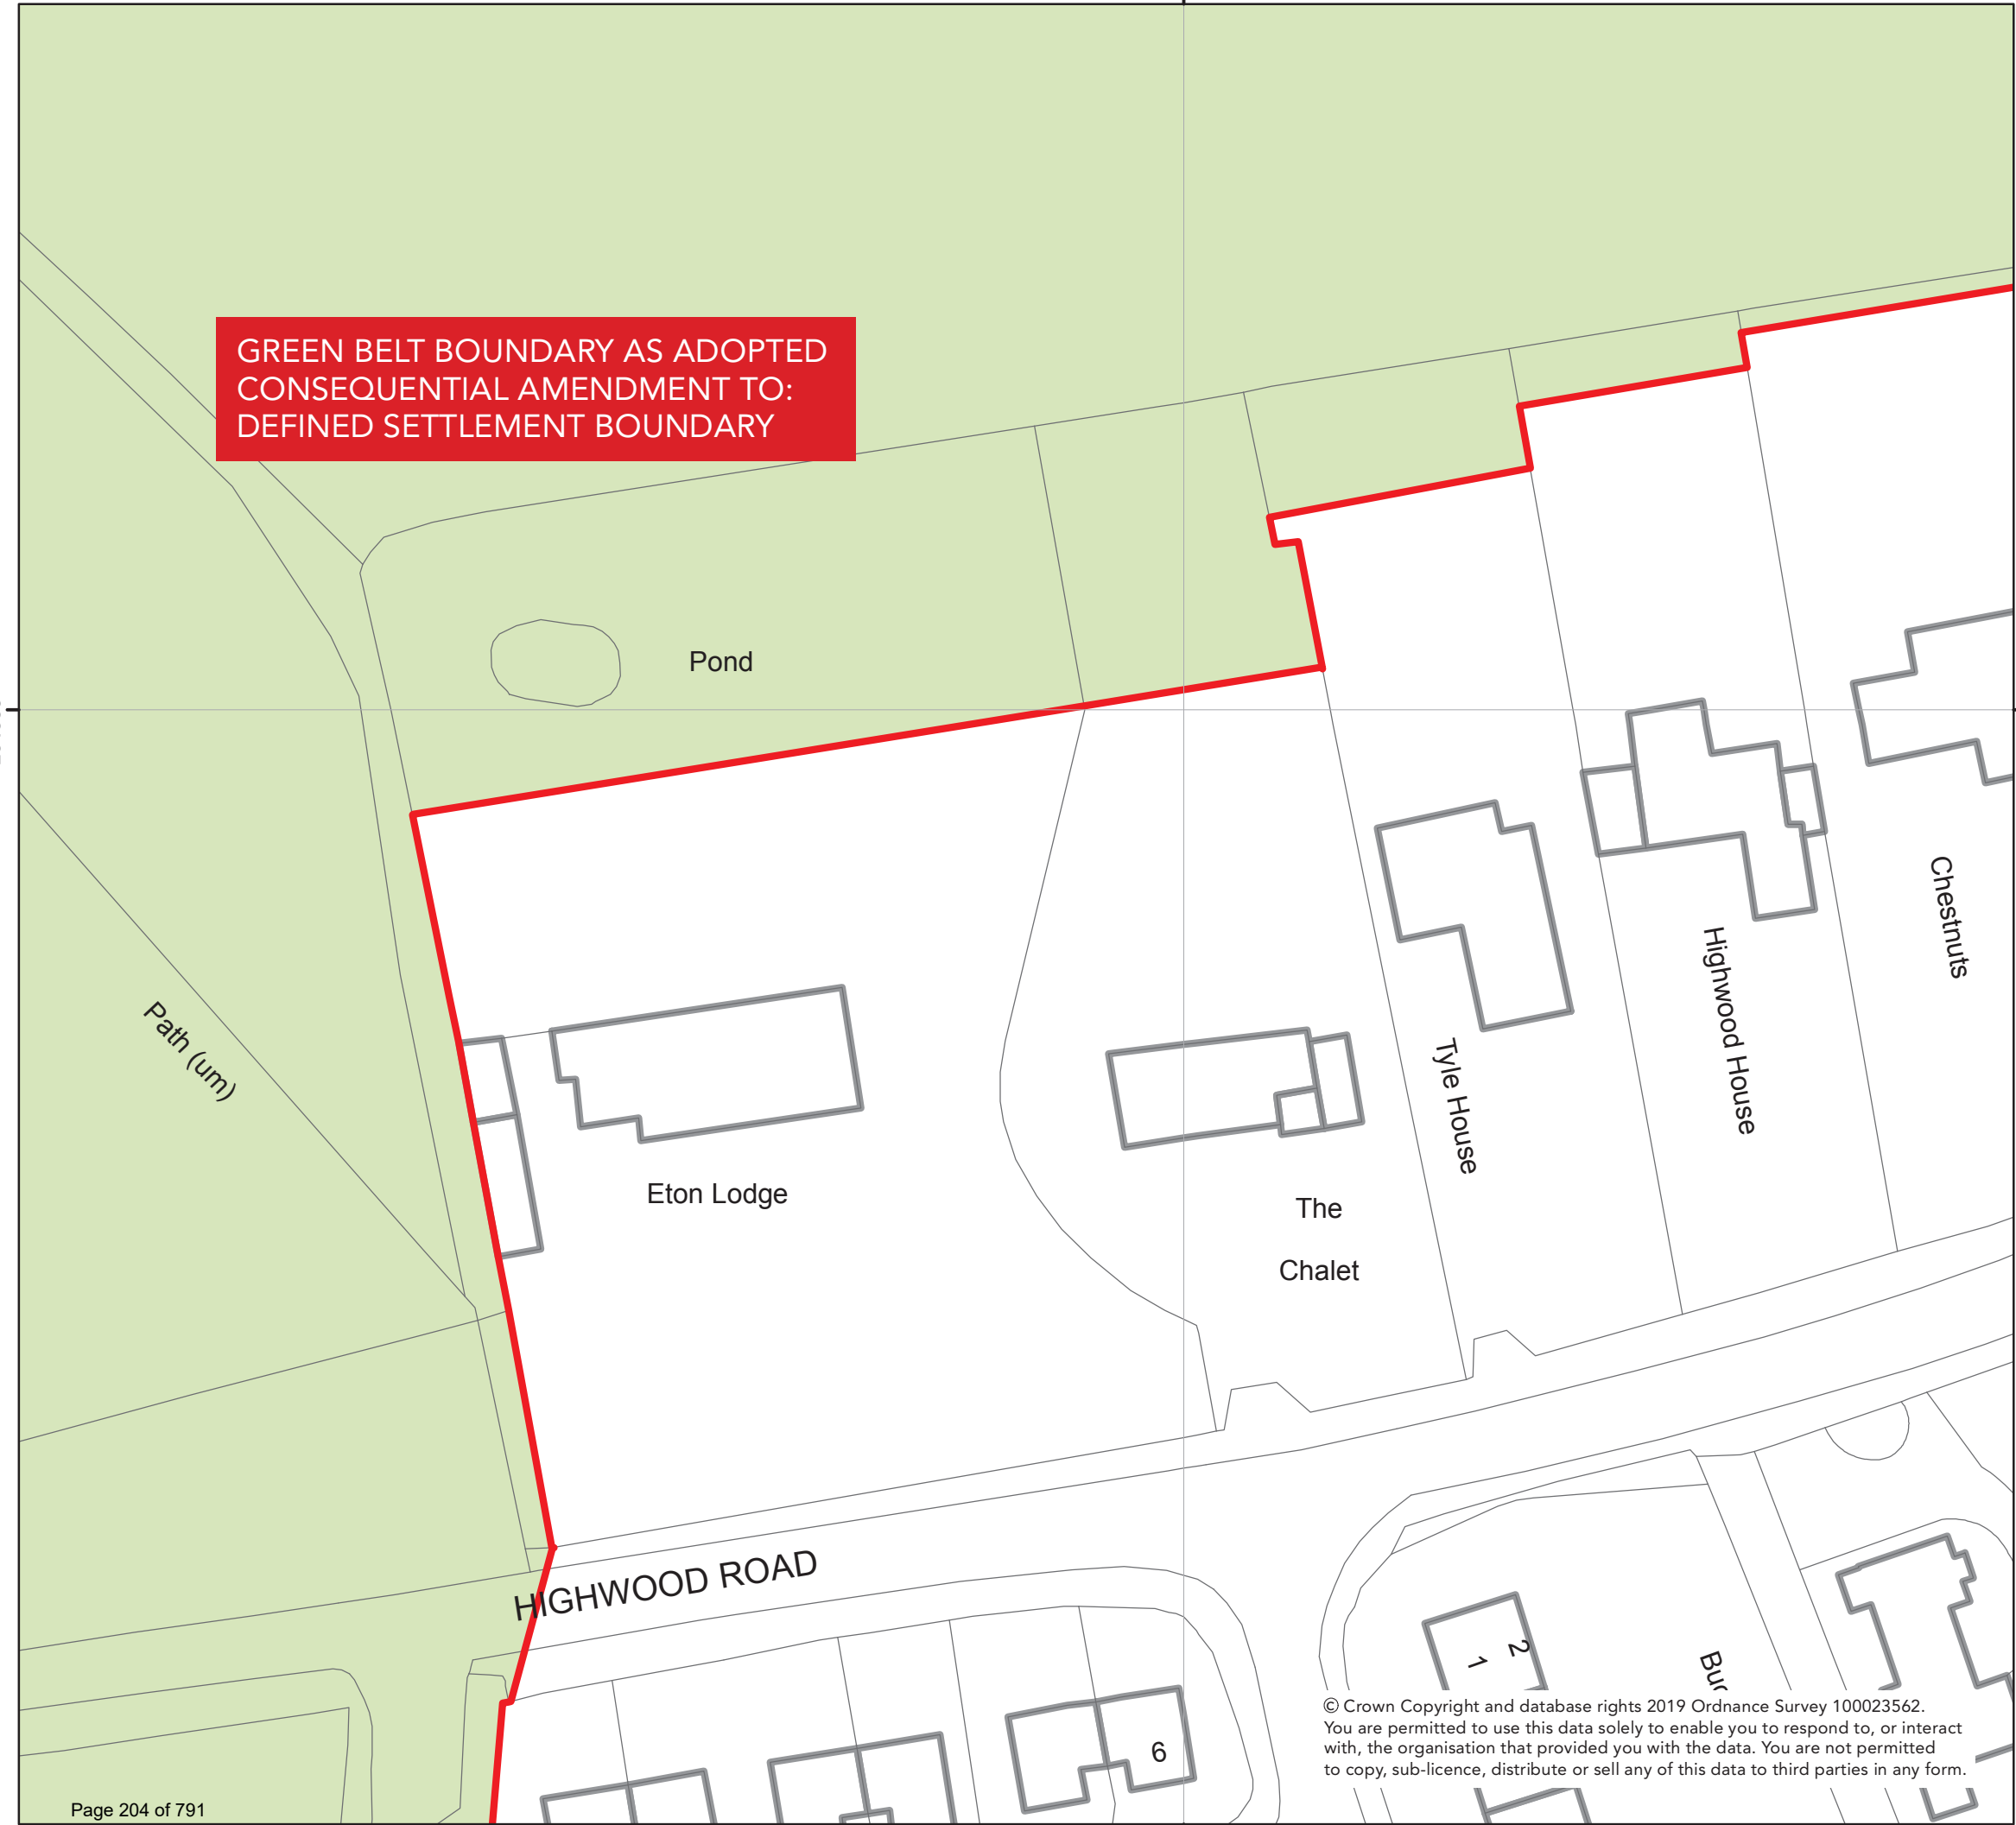 GREEN BELT BOUNDARY AS ADOPTED
CONSEQUENTIAL AMENDMENT TO:
DEFINED SETTLEMENT BOUNDARY
Pond
Path (um)
Eton Lodge
The
Chalet
Tyle House
Highwood House
Chestnuts
HIGHWOOD ROAD
6
1
2
© Crown Copyright and database rights 2019 Ordnance Survey 100023562.
You are permitted to use this data solely to enable you to respond to, or interact
with, the organisation that provided you with the data. You are not permitted
to copy, sub-licence, distribute or sell any of this data to third parties in any form.
Page 204 of 791